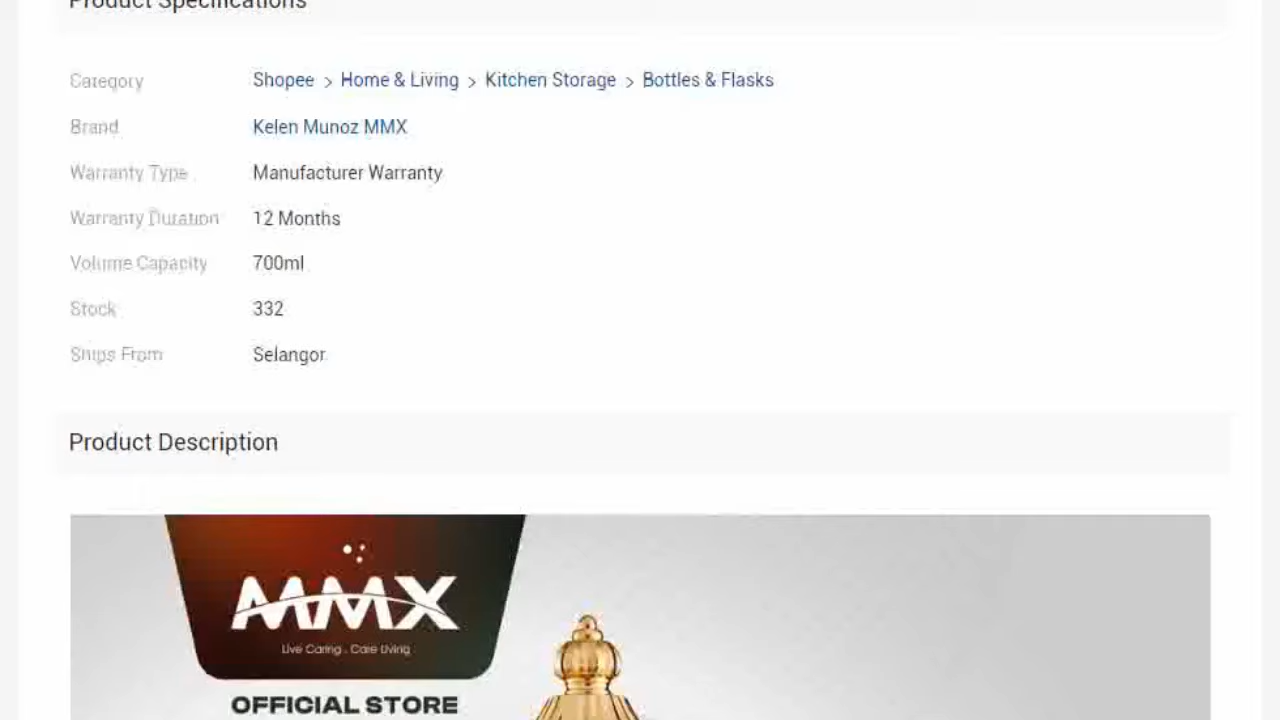 Product Specifications
Category Shopee > Home & Living > Kitchen Storage > Bottles & Flasks
Brand Kelen Munoz MMX
Warranty Type Manufacturer Warranty
Warranty Duration 12 Months
Volume Capacity 700ml
Stock 332
Ships From Selangor
Product Description
MMX
Live Caring . Care Living
OFFICIAL STORE